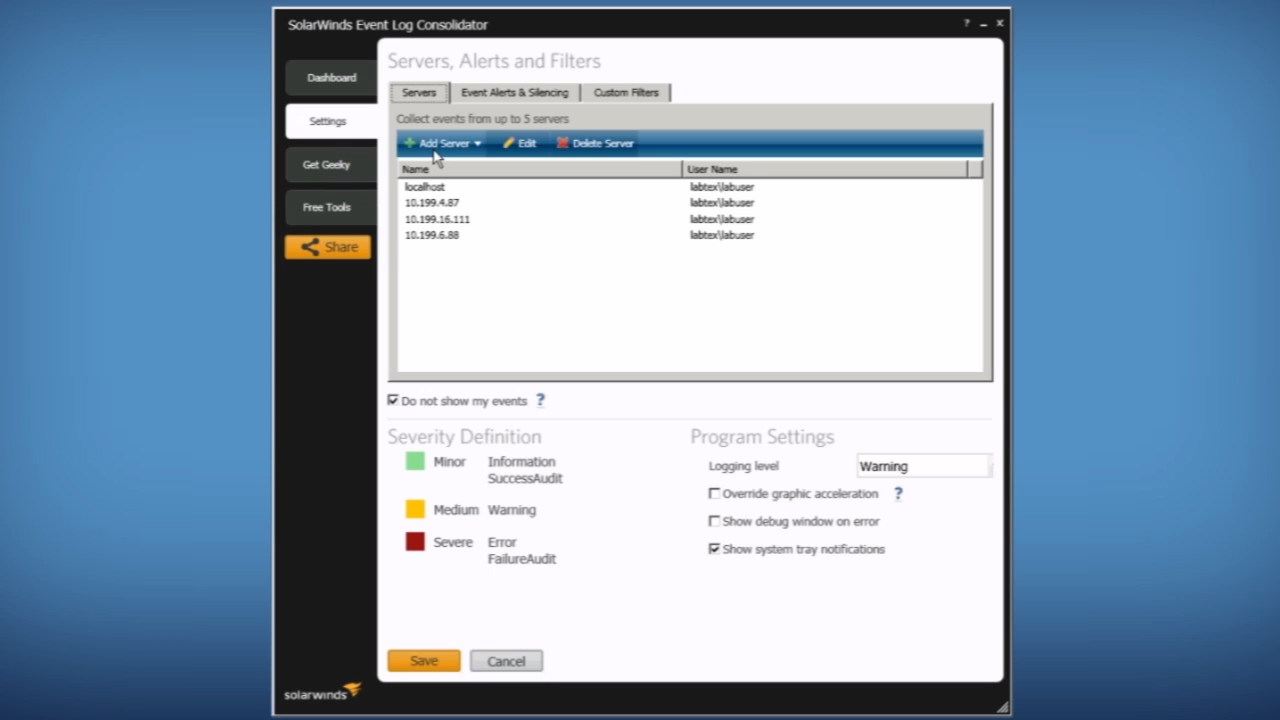 SolarWinds Event Log Consolidator
? – ×
Dashboard
Settings
Get Geeky
Free Tools
Share
Servers, Alerts and Filters
Servers Event Alerts & Silencing Custom Filters
Collect events from up to 5 servers
Add Server Edit Delete Server
Name User Name
localhost labtex\labuser
10.199.4.87 labtex\labuser
10.199.16.111 labtex\labuser
10.199.6.88 labtex\labuser
Do not show my events ?
Severity Definition
Minor Information
SuccessAudit
Medium Warning
Severe Error
FailureAudit
Program Settings
Logging level Warning
Override graphic acceleration ?
Show debug window on error
Show system tray notifications
Save Cancel
solarwinds